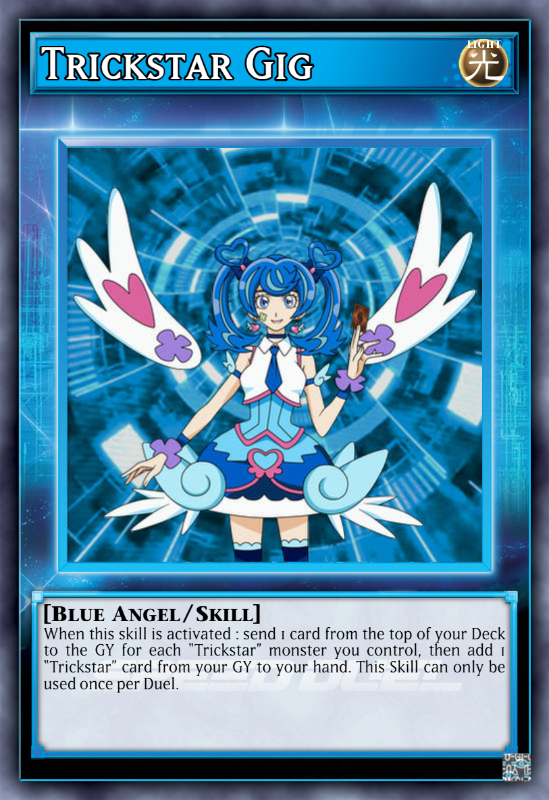 Trickstar Gig
LIGHT
光
[Blue Angel/Skill]
When this skill is activated : send 1 card from the top of your Deck
to the GY for each "Trickstar" monster you control, then add 1
"Trickstar" card from your GY to your hand. This Skill can only be
used once per Duel.
SPEED DUEL